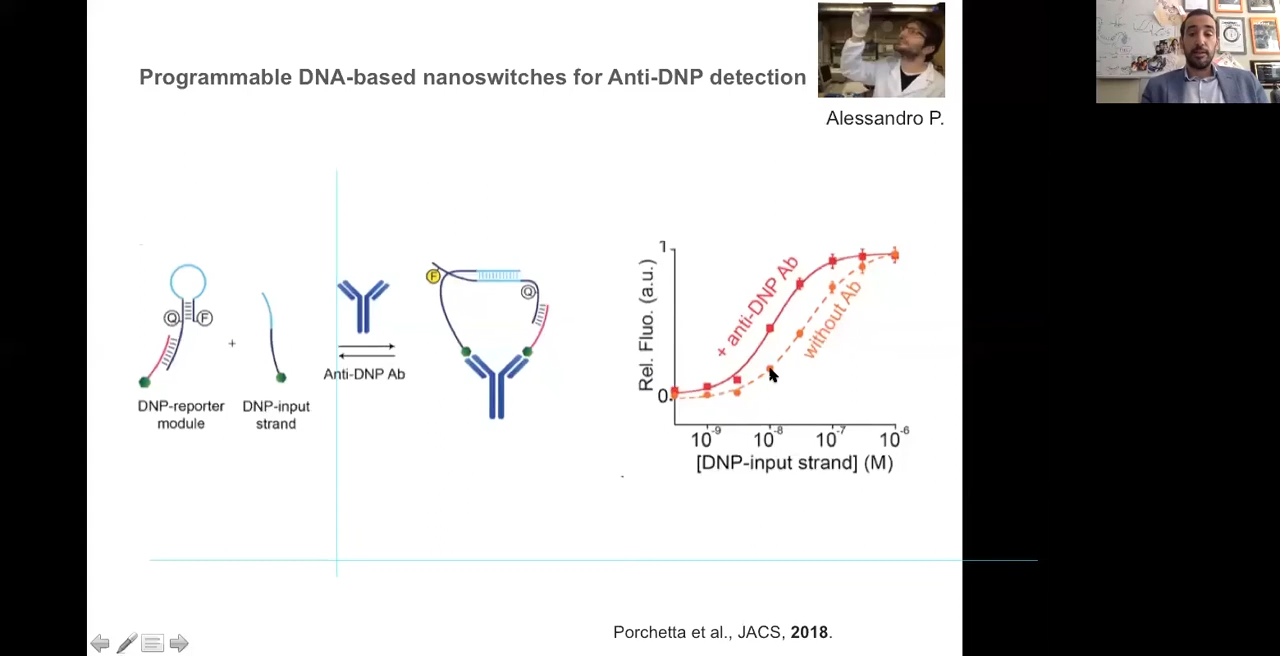 Programmable DNA-based nanoswitches for Anti-DNP detection
Alessandro P.
Q
F
+
DNP-reporter
module
DNP-input
strand
Anti-DNP Ab
F
Q
Rel. Fluo. (a.u.)
1
0
+ anti-DNP Ab
without Ab
10-9
10-8
10-7
10-6
[DNP-input strand] (M)
Porchetta et al., JACS, 2018.